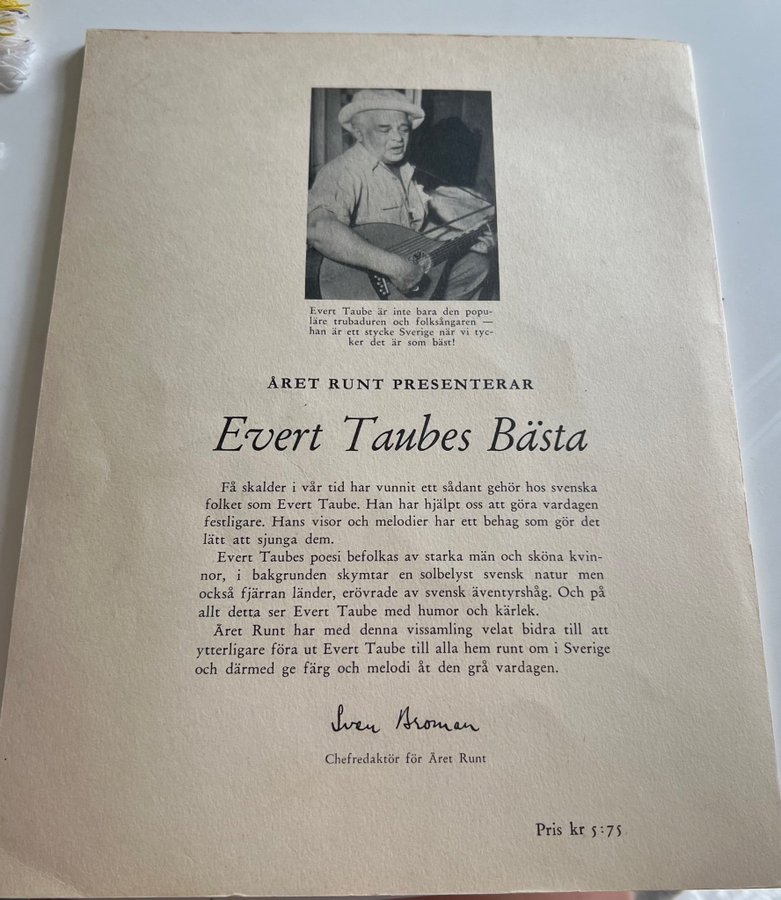 Evert Taube är inte bara den popu-
läre trubaduren och folksångaren —
han är ett stycke Sverige när vi tyc-
ker det är som bäst!
ÅRET RUNT PRESENTERAR
Evert Taubes Bästa
Få skalder i vår tid har vunnit ett sådant gehör hos svenska
folket som Evert Taube. Han har hjälpt oss att göra vardagen
festligare. Hans visor och melodier har ett behag som gör det
lätt att sjunga dem.
Evert Taubes poesi befolkas av starka män och sköna kvin-
nor, i bakgrunden skymtar en solbelyst svensk natur men
också fjärran länder, erövrade av svensk äventyrshåg. Och på
allt detta ser Evert Taube med humor och kärlek.
Året Runt har med denna vissamling velat bidra till att
ytterligare föra ut Evert Taube till alla hem runt om i Sverige
och därmed ge färg och melodi åt den grå vardagen.
Sven Broman
Chefredaktör för Året Runt
Pris kr 5:75